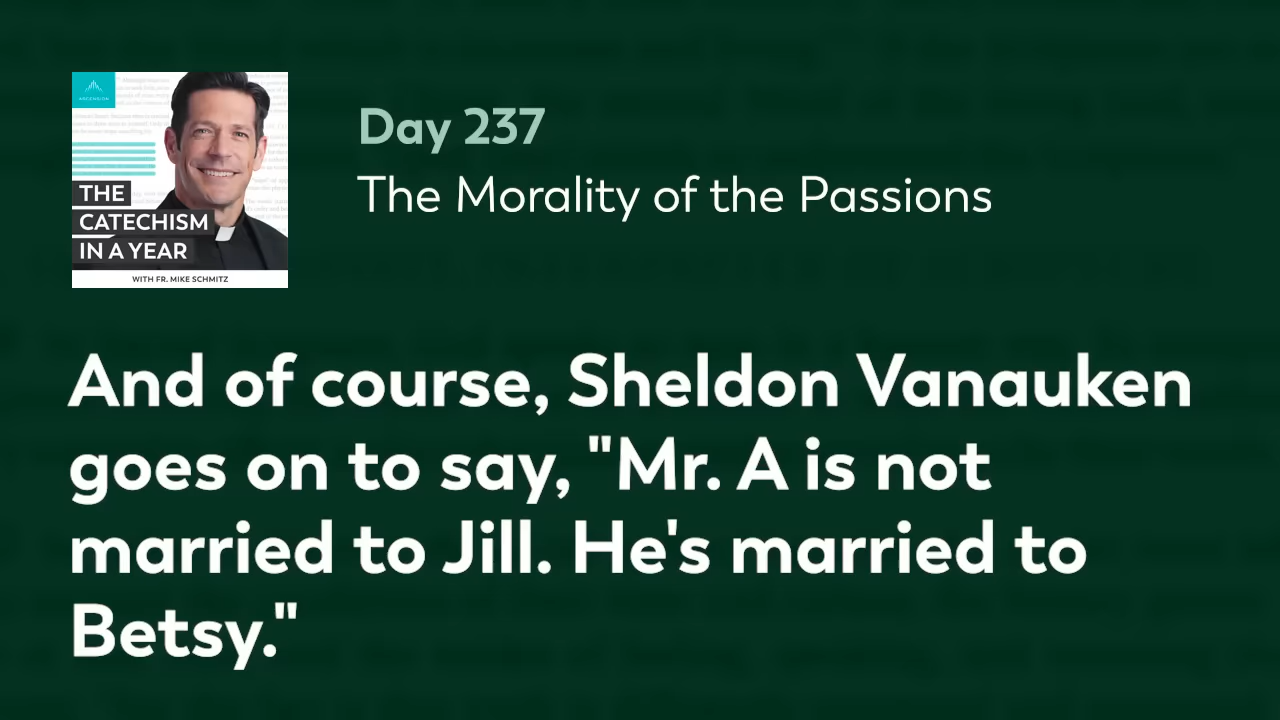 ASCENSION
THE
CATECHISM
IN A YEAR
WITH FR. MIKE SCHMITZ
Day 237
The Morality of the Passions
And of course, Sheldon Vanauken
goes on to say, "Mr. A is not
married to Jill. He's married to
Betsy."